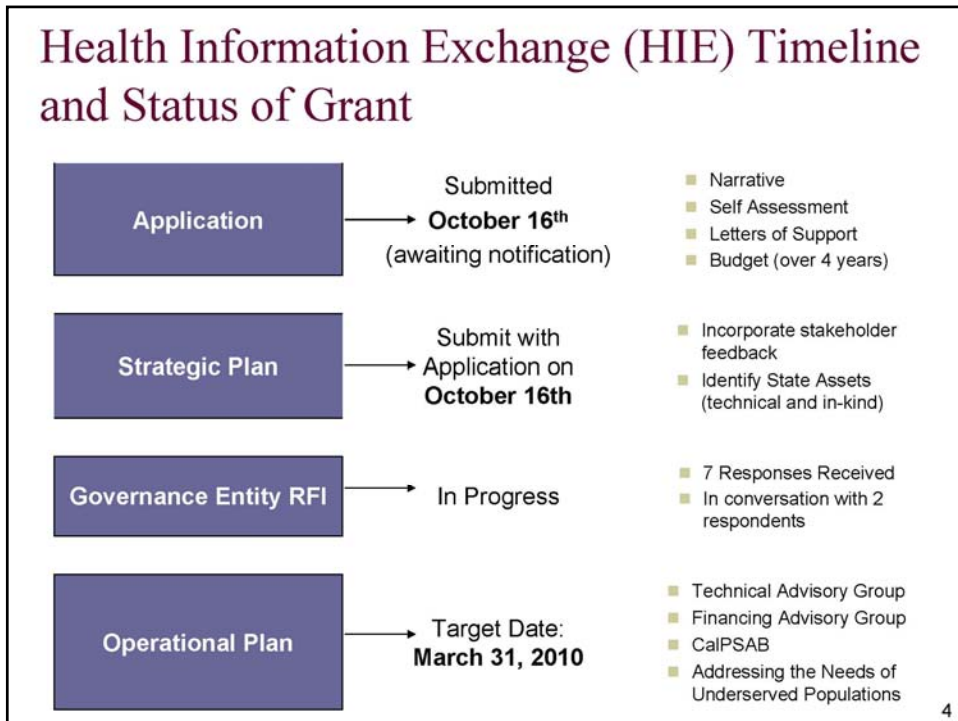 Health Information Exchange (HIE) Timeline
and Status of Grant
Application
Submitted
October 16th
(awaiting notification)
Narrative
Self Assessment
Letters of Support
Budget (over 4 years)
Strategic Plan
Submit with
Application on
October 16th
Incorporate stakeholder
feedback
Identify State Assets
(technical and in-kind)
Governance Entity RFI
In Progress
7 Responses Received
In conversation with 2
respondents
Operational Plan
Target Date:
March 31, 2010
Technical Advisory Group
Financing Advisory Group
CalPSAB
Addressing the Needs of
Underserved Populations
4